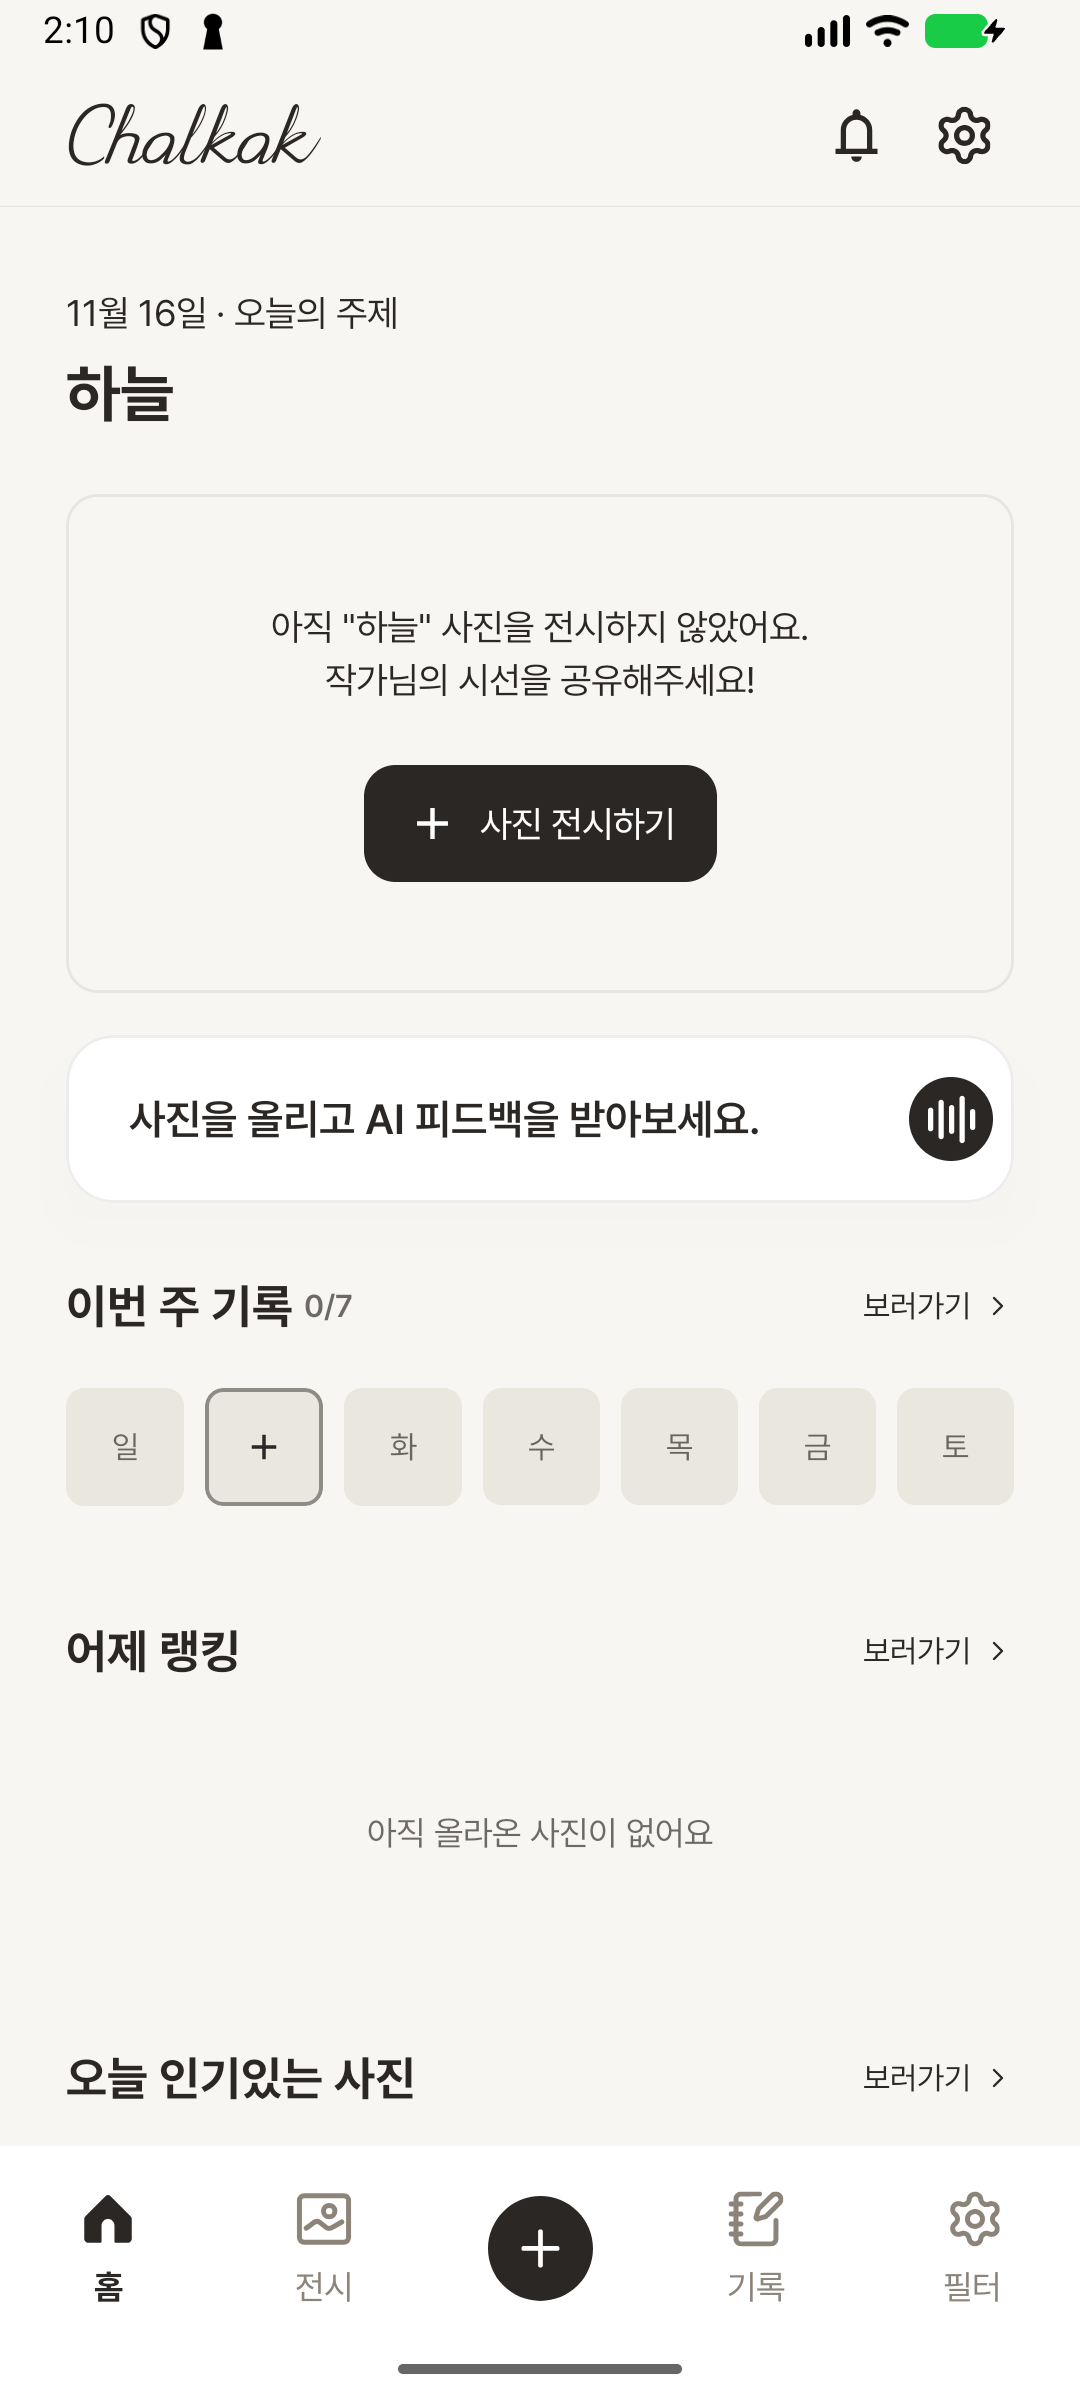 2:10
Chalkak
11월 16일 · 오늘의 주제
하늘
아직 "하늘" 사진을 전시하지 않았어요.
작가님의 시선을 공유해주세요!
+ 사진 전시하기
사진을 올리고 AI 피드백을 받아보세요.
이번 주 기록 0/7 보러가기 >
일 + 화 수 목 금 토
어제 랭킹 보러가기 >
아직 올라온 사진이 없어요
오늘 인기있는 사진 보러가기 >
홈 전시 + 기록 필터